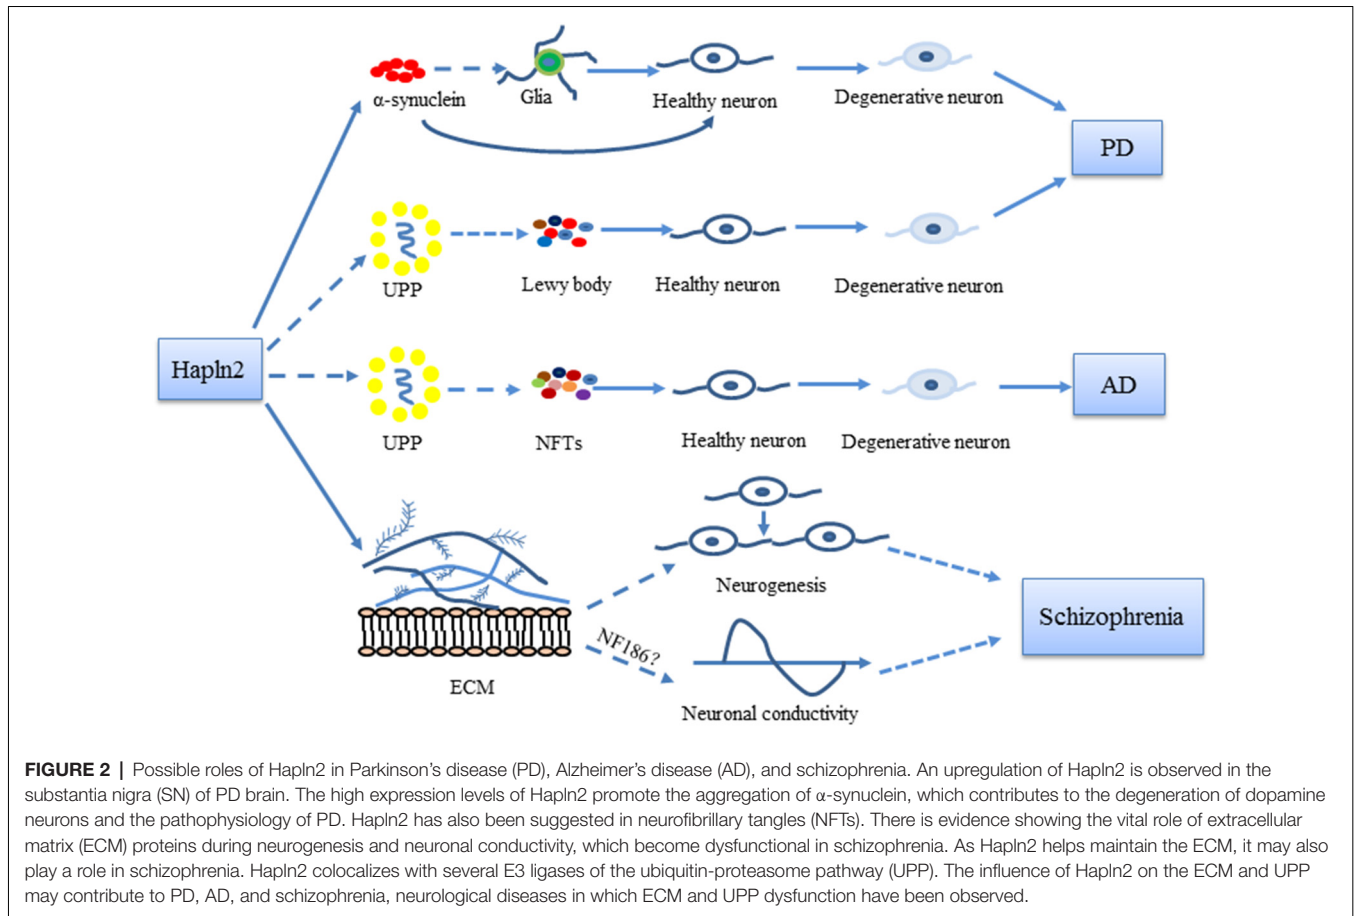 α-synuclein
Glia
Healthy neuron
Degenerative neuron
PD
UPP
Lewy body
Healthy neuron
Degenerative neuron
Hapln2
UPP
NFTs
Healthy neuron
Degenerative neuron
AD
Neurogenesis
Schizophrenia
NF186?
ECM
Neuronal conductivity
FIGURE 2 | Possible roles of Hapln2 in Parkinson's disease (PD), Alzheimer's disease (AD), and schizophrenia. An upregulation of Hapln2 is observed in the
substantia nigra (SN) of PD brain. The high expression levels of Hapln2 promote the aggregation of α-synuclein, which contributes to the degeneration of dopamine
neurons and the pathophysiology of PD. Hapln2 has also been suggested in neurofibrillary tangles (NFTs). There is evidence showing the vital role of extracellular
matrix (ECM) proteins during neurogenesis and neuronal conductivity, which become dysfunctional in schizophrenia. As Hapln2 helps maintain the ECM, it may also
play a role in schizophrenia. Hapln2 colocalizes with several E3 ligases of the ubiquitin-proteasome pathway (UPP). The influence of Hapln2 on the ECM and UPP
may contribute to PD, AD, and schizophrenia, neurological diseases in which ECM and UPP dysfunction have been observed.